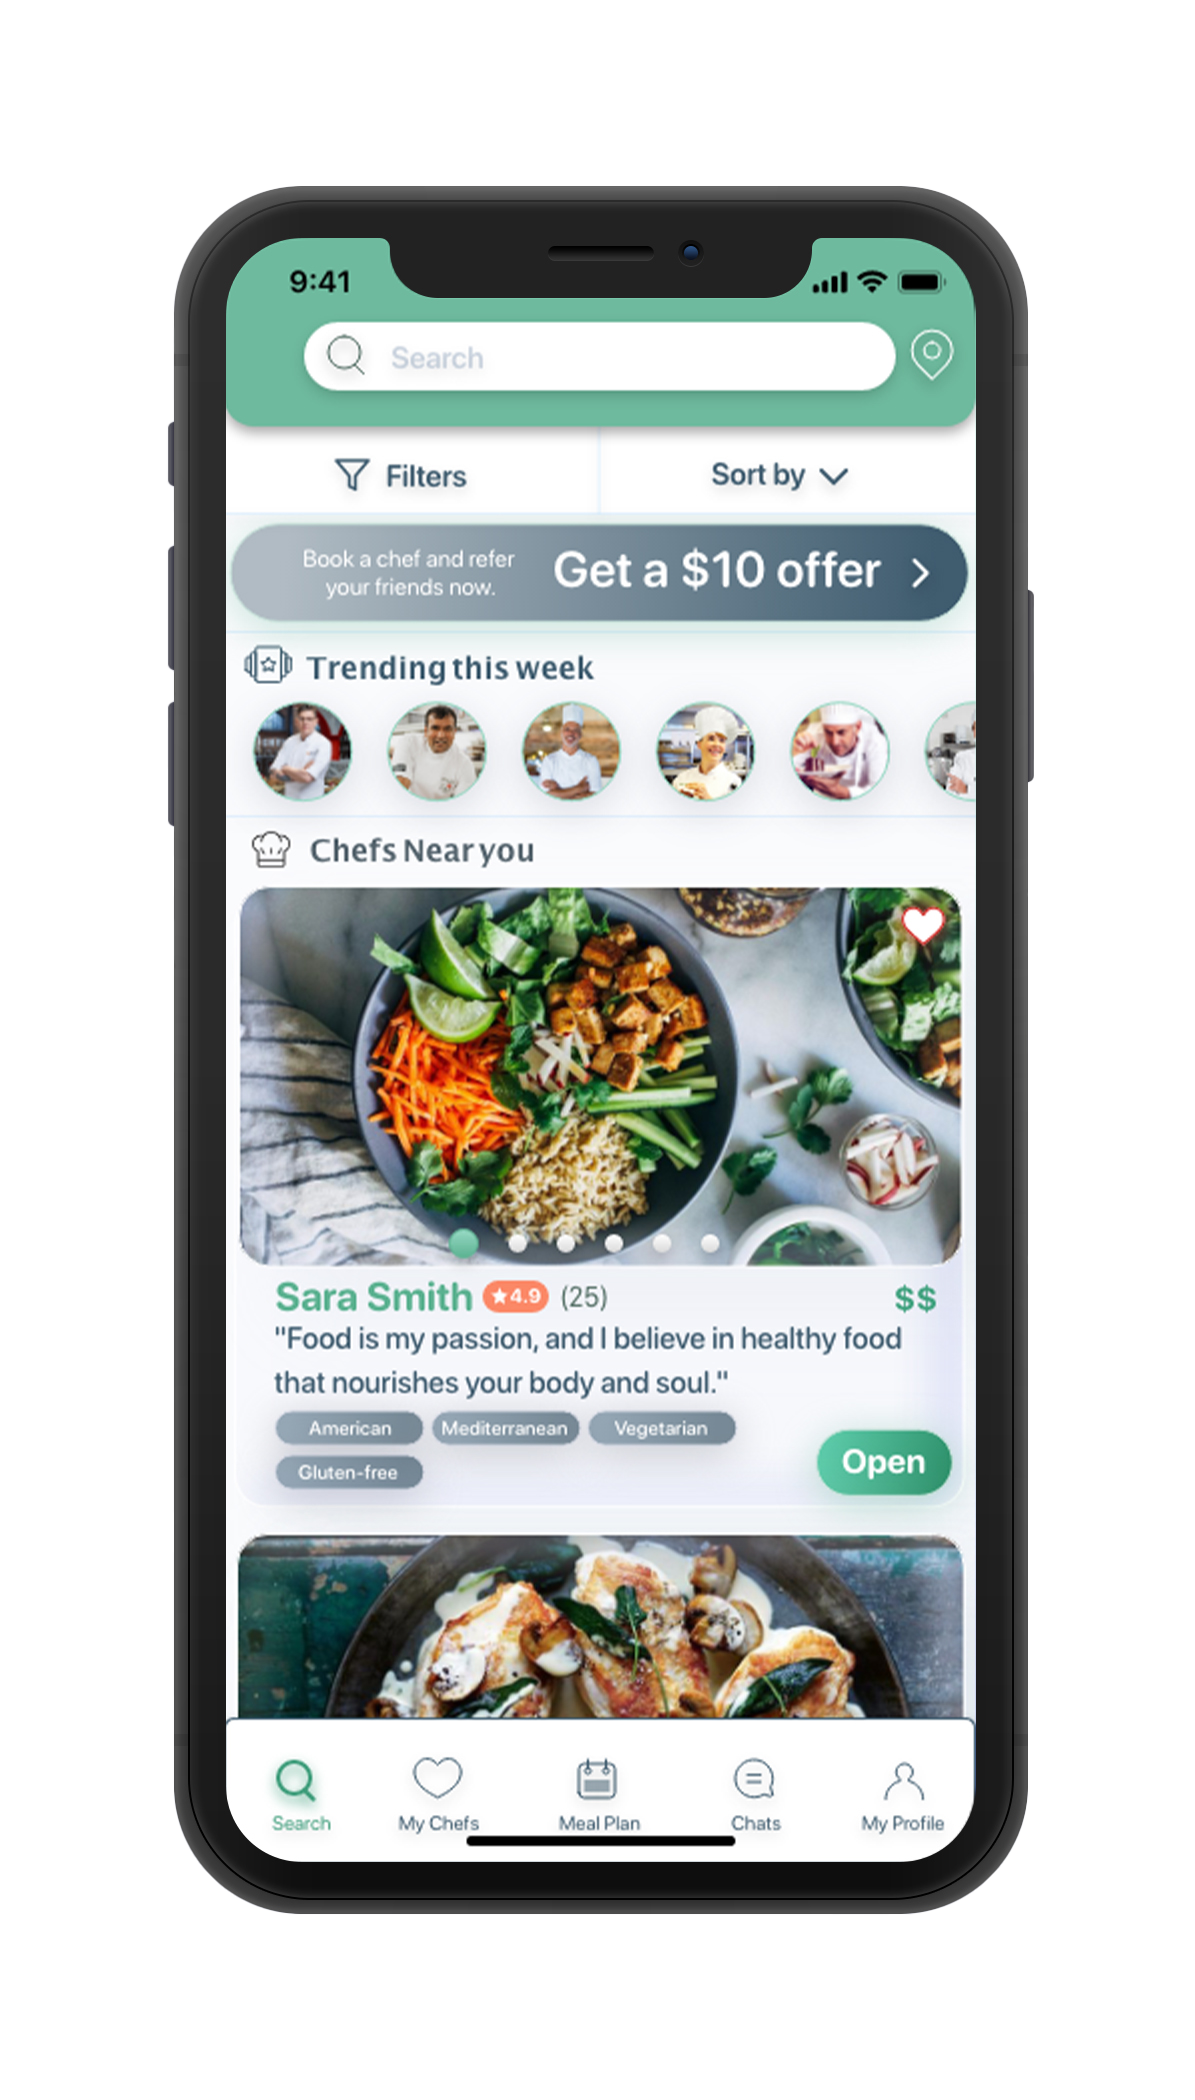 9:41
Search
Filters
Sort by
Book a chef and refer
your friends now.
Get a $10 offer
Trending this week
Chefs Near you
Sara Smith 4.9 (25)
$$
"Food is my passion, and I believe in healthy food
that nourishes your body and soul."
American Mediterranean Vegetarian
Gluten-free
Open
Search My Chefs Meal Plan Chats My Profile